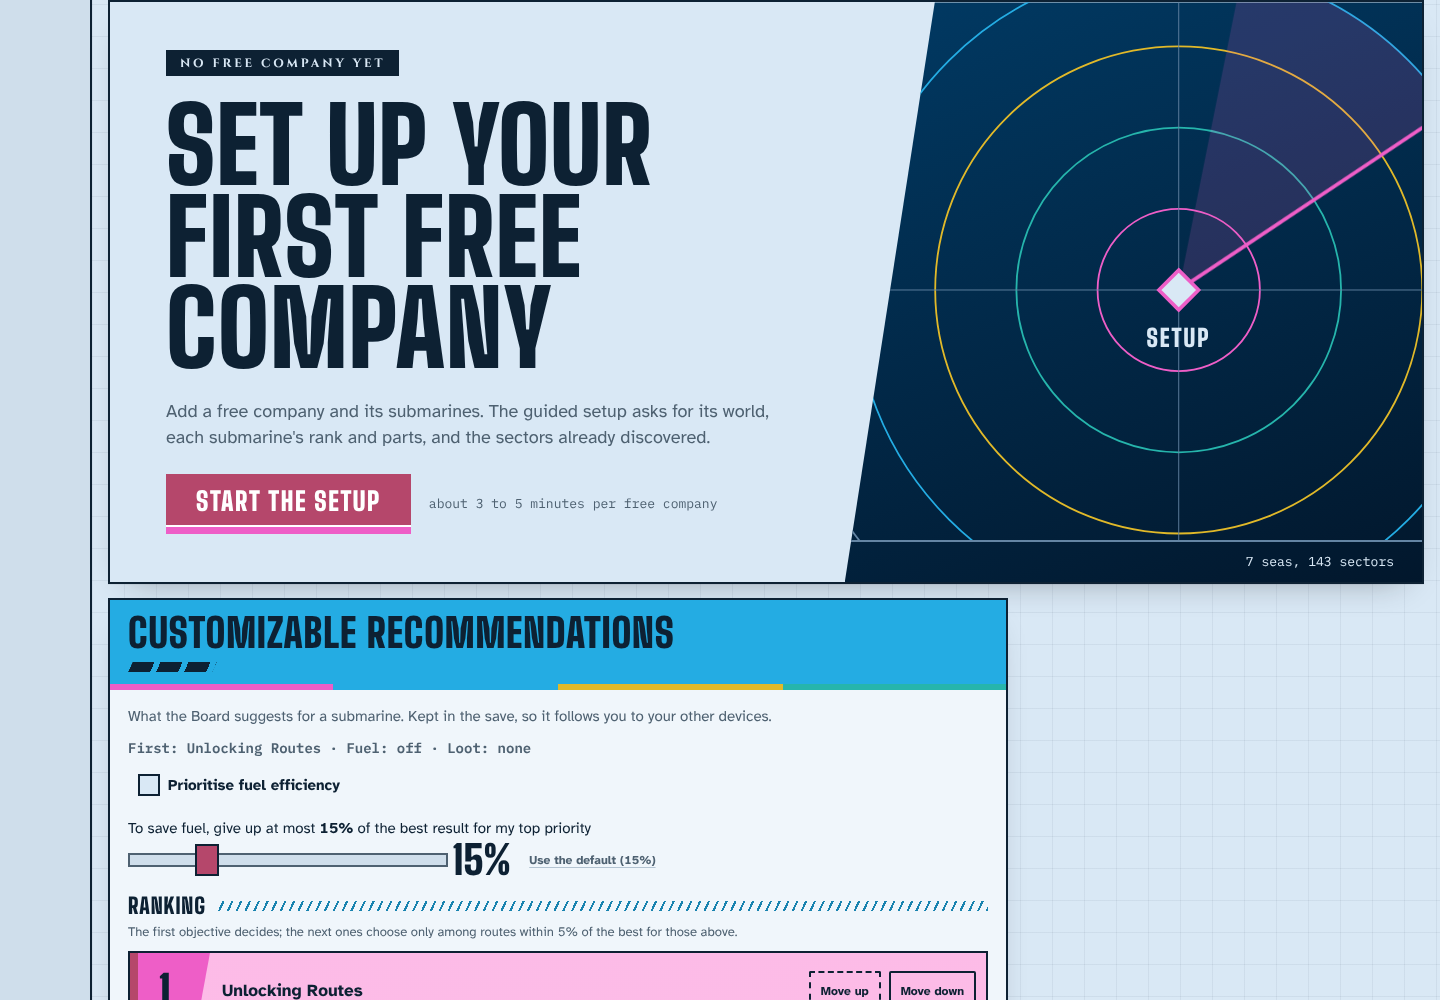 NO FREE COMPANY YET
SET UP YOUR
FIRST FREE
COMPANY
Add a free company and its submarines. The guided setup asks for its world,
each submarine's rank and parts, and the sectors already discovered.
START THE SETUP
about 3 to 5 minutes per free company
SETUP
7 seas, 143 sectors
CUSTOMIZABLE RECOMMENDATIONS
What the Board suggests for a submarine. Kept in the save, so it follows you to your other devices.
First: Unlocking Routes · Fuel: off · Loot: none
Prioritise fuel efficiency
To save fuel, give up at most 15% of the best result for my top priority
15%
Use the default (15%)
RANKING
The first objective decides; the next ones choose only among routes within 5% of the best for those above.
1
Unlocking Routes
Move up
Move down